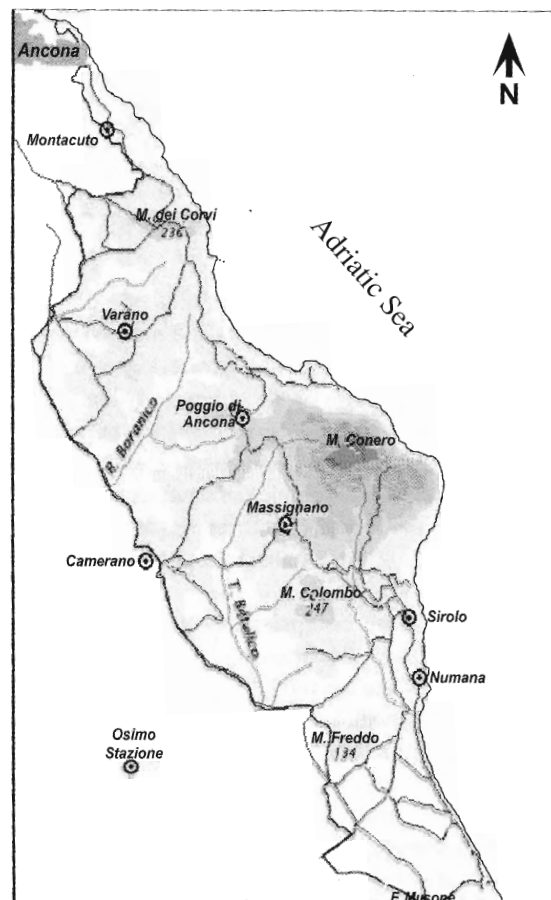 Ancona
N
Montacuto
M. dei Corvi
236
Adriatic Sea
Varano
Poggio di
Ancona
R. Boranico
M. Conero
Massignano
Camerano
M. Colombo
247
T. Betelico
Sirolo
Numana
Osimo
Stazione
M. Freddo
134
F. Musone